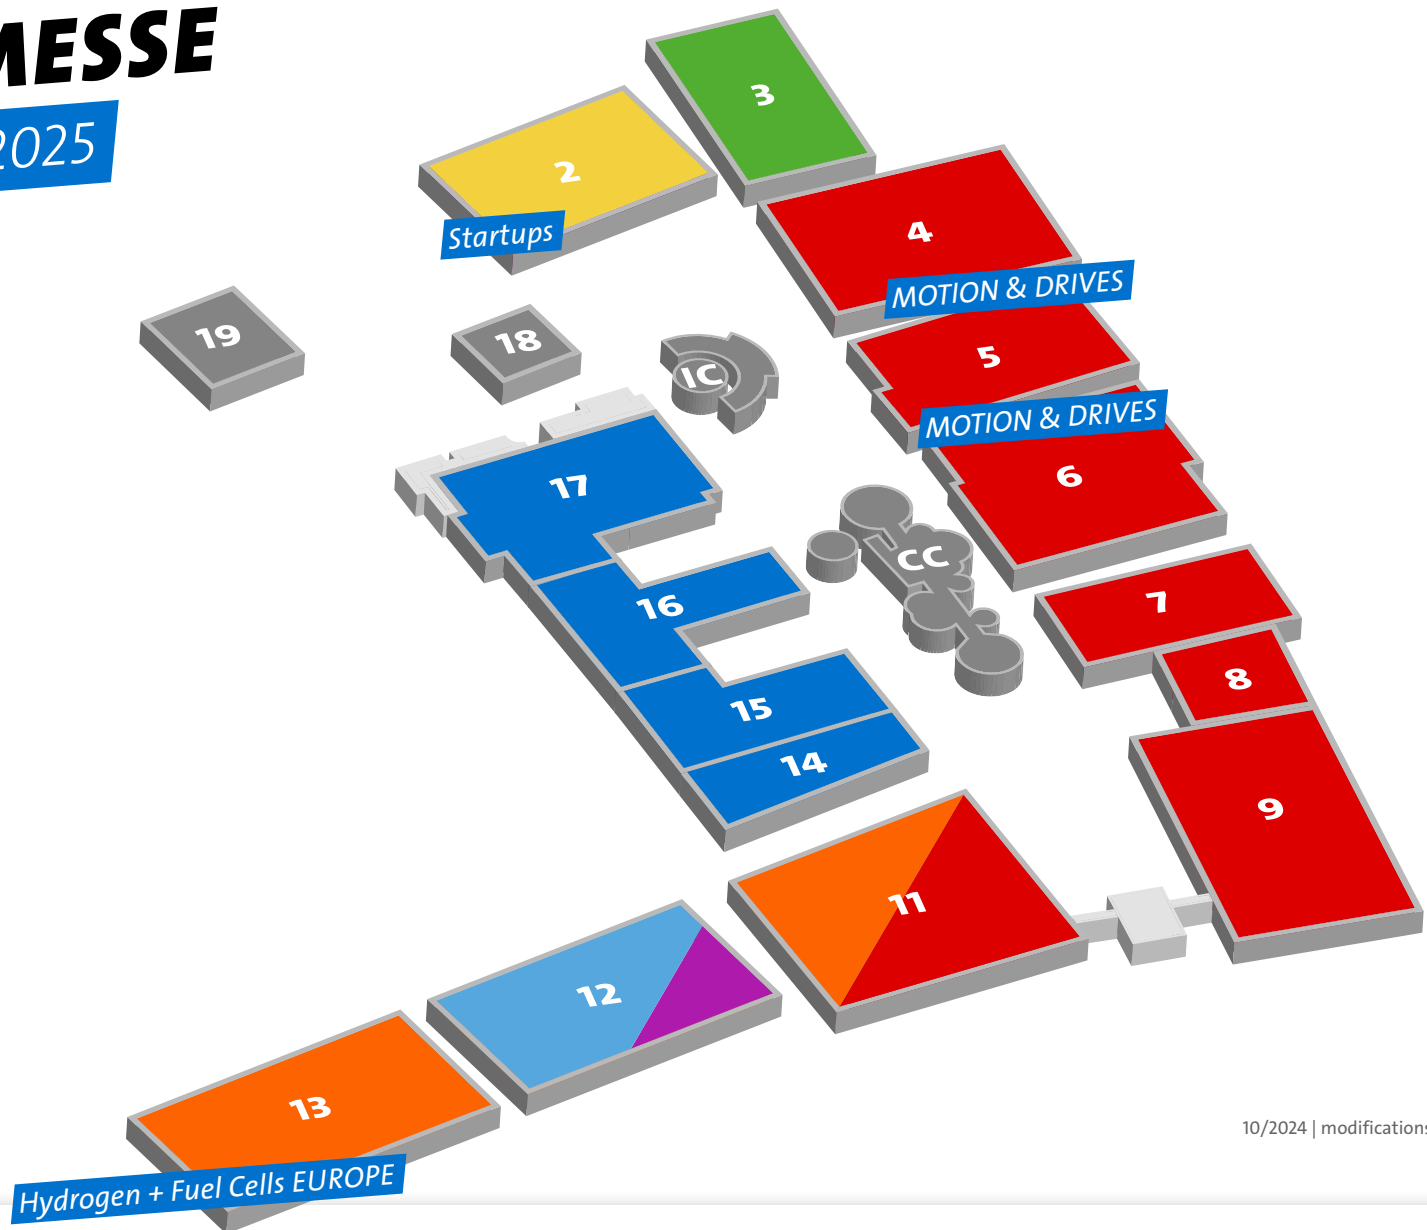 MESSE
2025
3
2
Startups
4
MOTION & DRIVES
19
18
IC
5
MOTION & DRIVES
17
6
CC
16
7
8
15
14
9
11
12
13
10/2024 | modifications
Hydrogen + Fuel Cells EUROPE